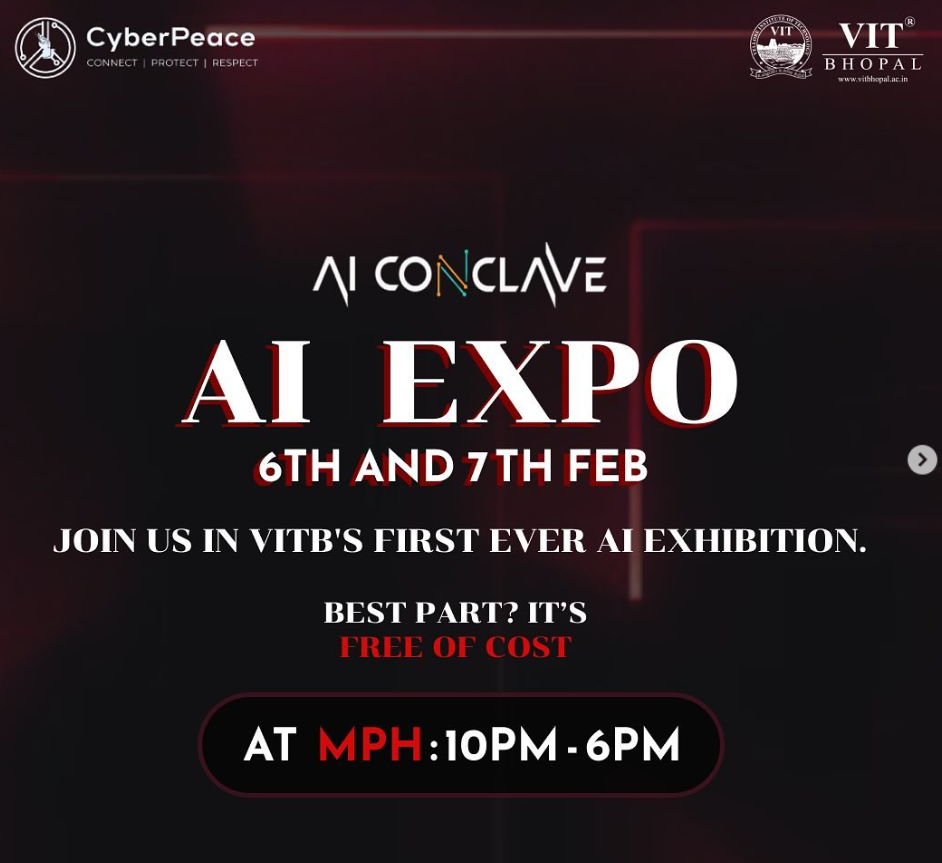 CyberPeace
CONNECT | PROTECT | RESPECT
VIT
VIT®
BHOPAL
www.vitbhopal.ac.in
AI CONCLAVE
AI EXPO
6TH AND 7TH FEB
JOIN US IN VITB'S FIRST EVER AI EXHIBITION.
BEST PART? IT’S
FREE OF COST
AT MPH:10PM-6PM